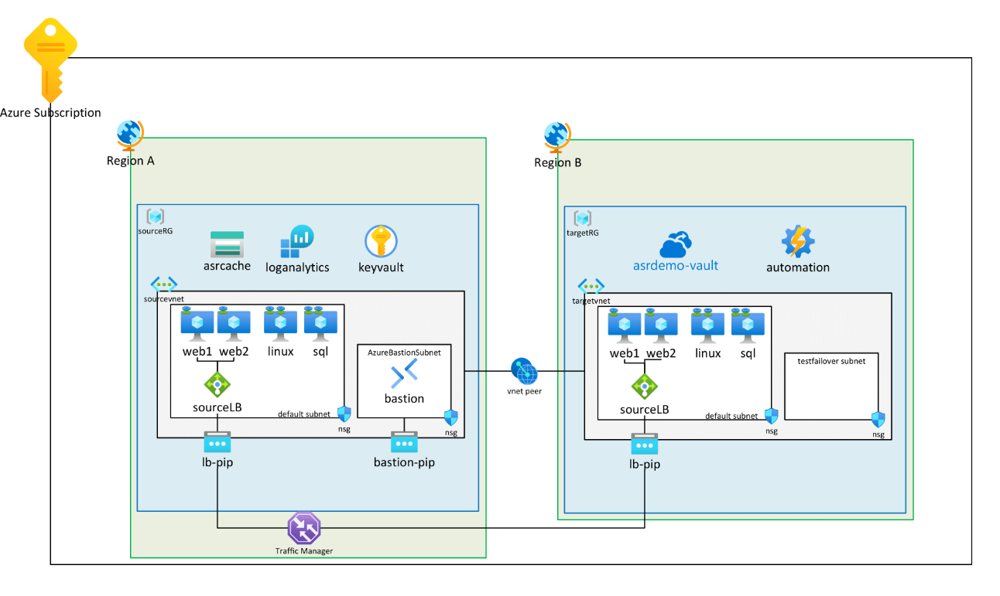 Azure Subscription
Region A
Region B
sourceRG
asrcache
loganalytics
keyvault
targetRG
asrdemo-vault
automation
sourcevnet
web1
web2
linux
sql
sourceLB
default subnet
nsg
AzureBastionSubnet
bastion
nsg
lb-pip
bastion-pip
vnet peer
targetvnet
web1
web2
linux
sql
sourceLB
default subnet
nsg
testfailover subnet
nsg
lb-pip
Traffic Manager